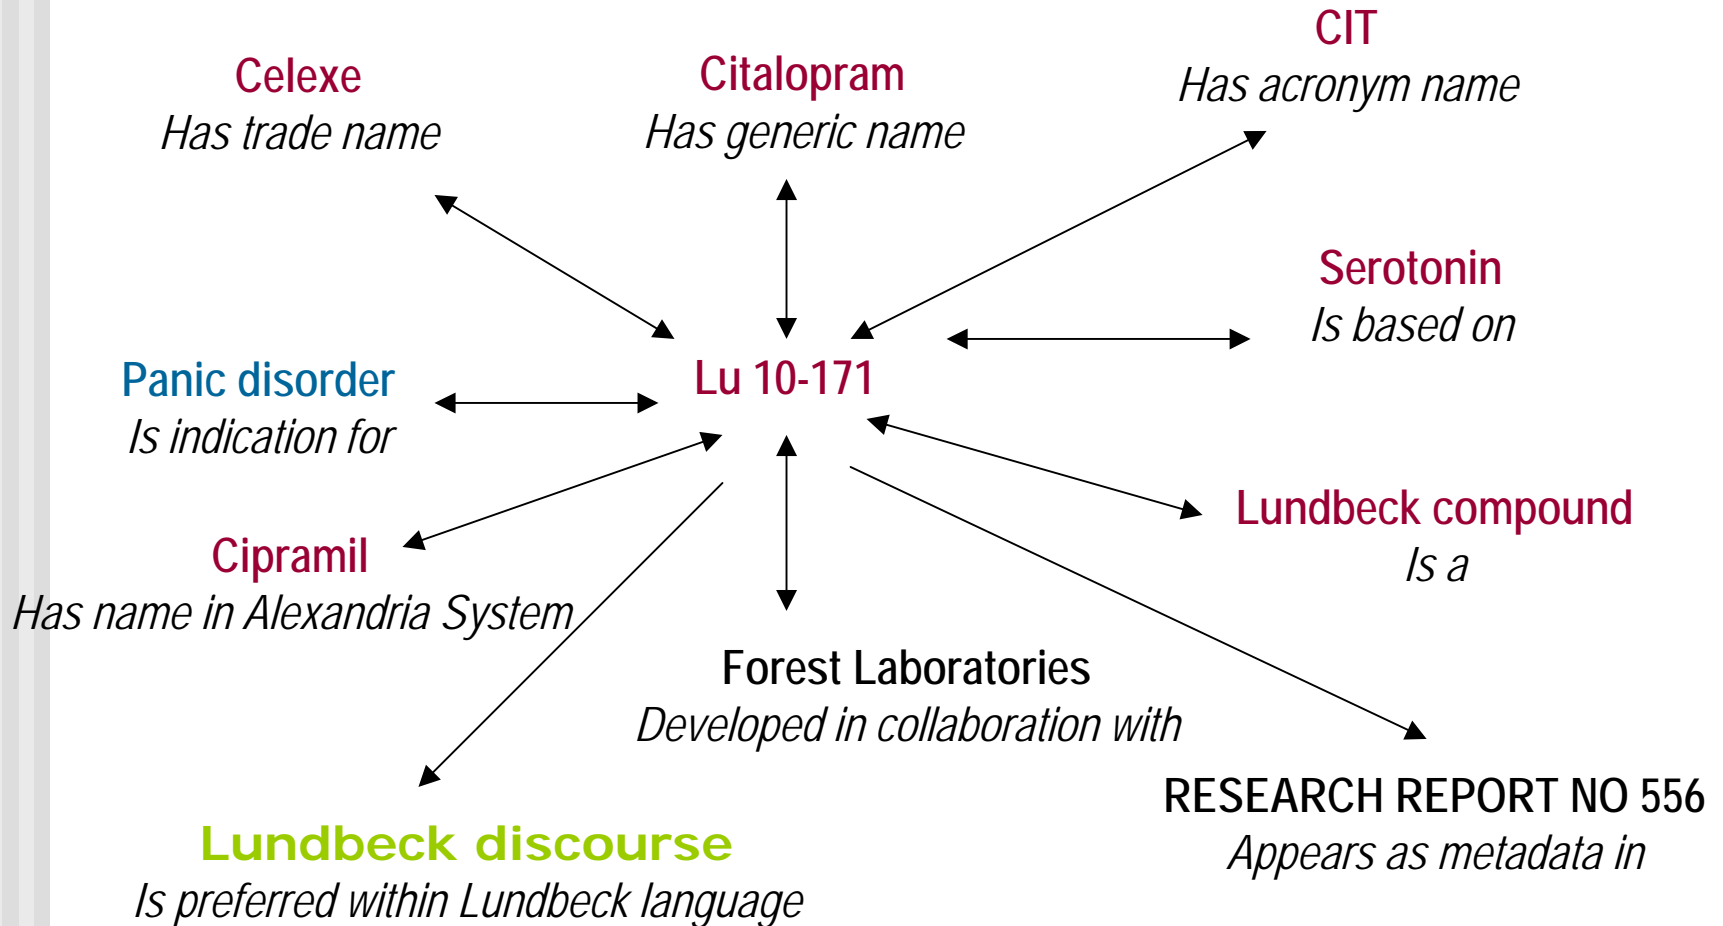 CIT
Has acronym name
Celexe
Has trade name
Citalopram
Has generic name
Serotonin
Is based on
Panic disorder
Is indication for
Lu 10-171
Lundbeck compound
Is a
Cipramil
Has name in Alexandria System
Forest Laboratories
Developed in collaboration with
RESEARCH REPORT NO 556
Appears as metadata in
Lundbeck discourse
Is preferred within Lundbeck language